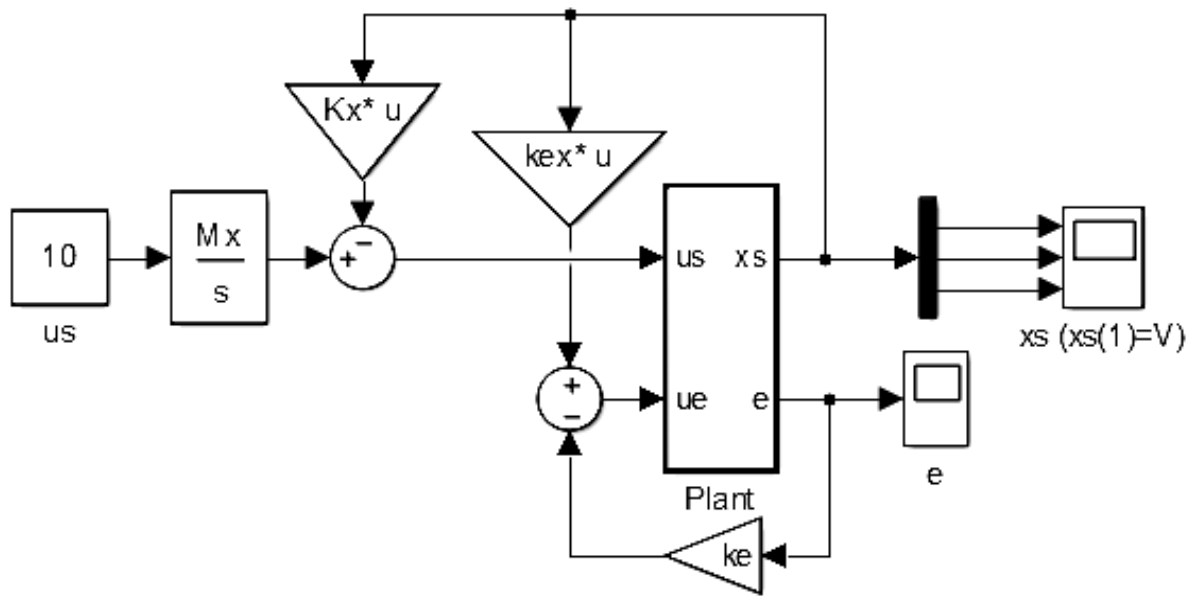 Kx* u
kex* u
10
us
Mx
s
+
−
us
xs
xs (xs(1)=V)
+
−
ue
e
e
Plant
ke